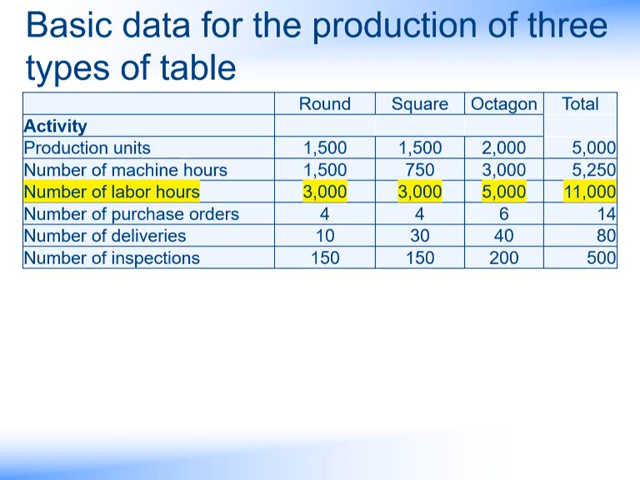 Basic data for the production of three
types of table
Round Square Octagon Total
Activity
Production units 1,500 1,500 2,000 5,000
Number of machine hours 1,500 750 3,000 5,250
Number of labor hours 3,000 3,000 5,000 11,000
Number of purchase orders 4 4 6 14
Number of deliveries 10 30 40 80
Number of inspections 150 150 200 500